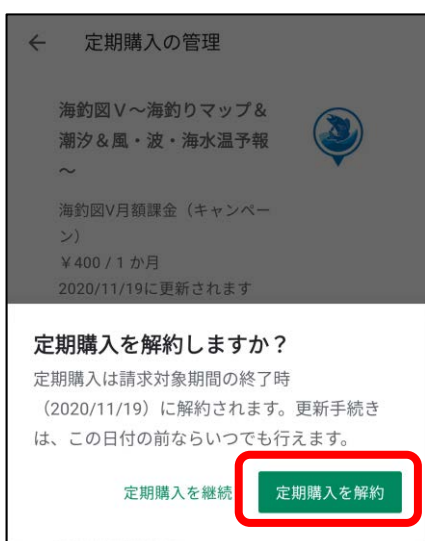 ← 定期購入の管理
海釣図V～海釣りマップ&
潮汐&風・波・海水温予報
～
海釣図V月額課金（キャンペー
ン）
￥400 / 1 か月
2020/11/19に更新されます
定期購入を解約しますか？
定期購入は請求対象期間の終了時
（2020/11/19）に解約されます。更新手続き
は、この日付の前ならいつでも行えます。
定期購入を継続 定期購入を解約